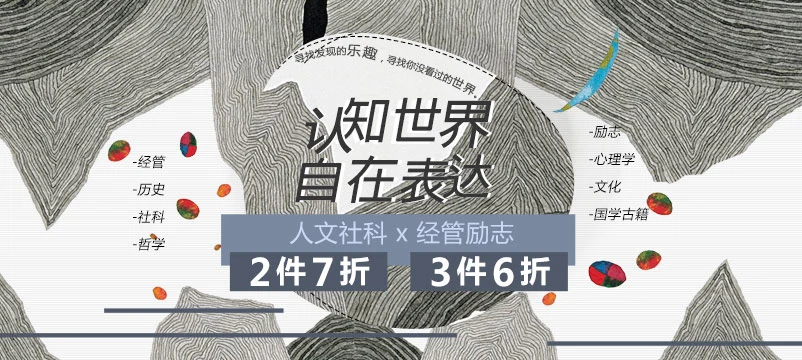 寻找发现的乐趣，寻找你没看过的世界。
认知世界
自在表达
-经管
-历史
-社科
-哲学
-励志
-心理学
-文化
-国学古籍
人文社科 x 经管励志
2件7折
3件6折